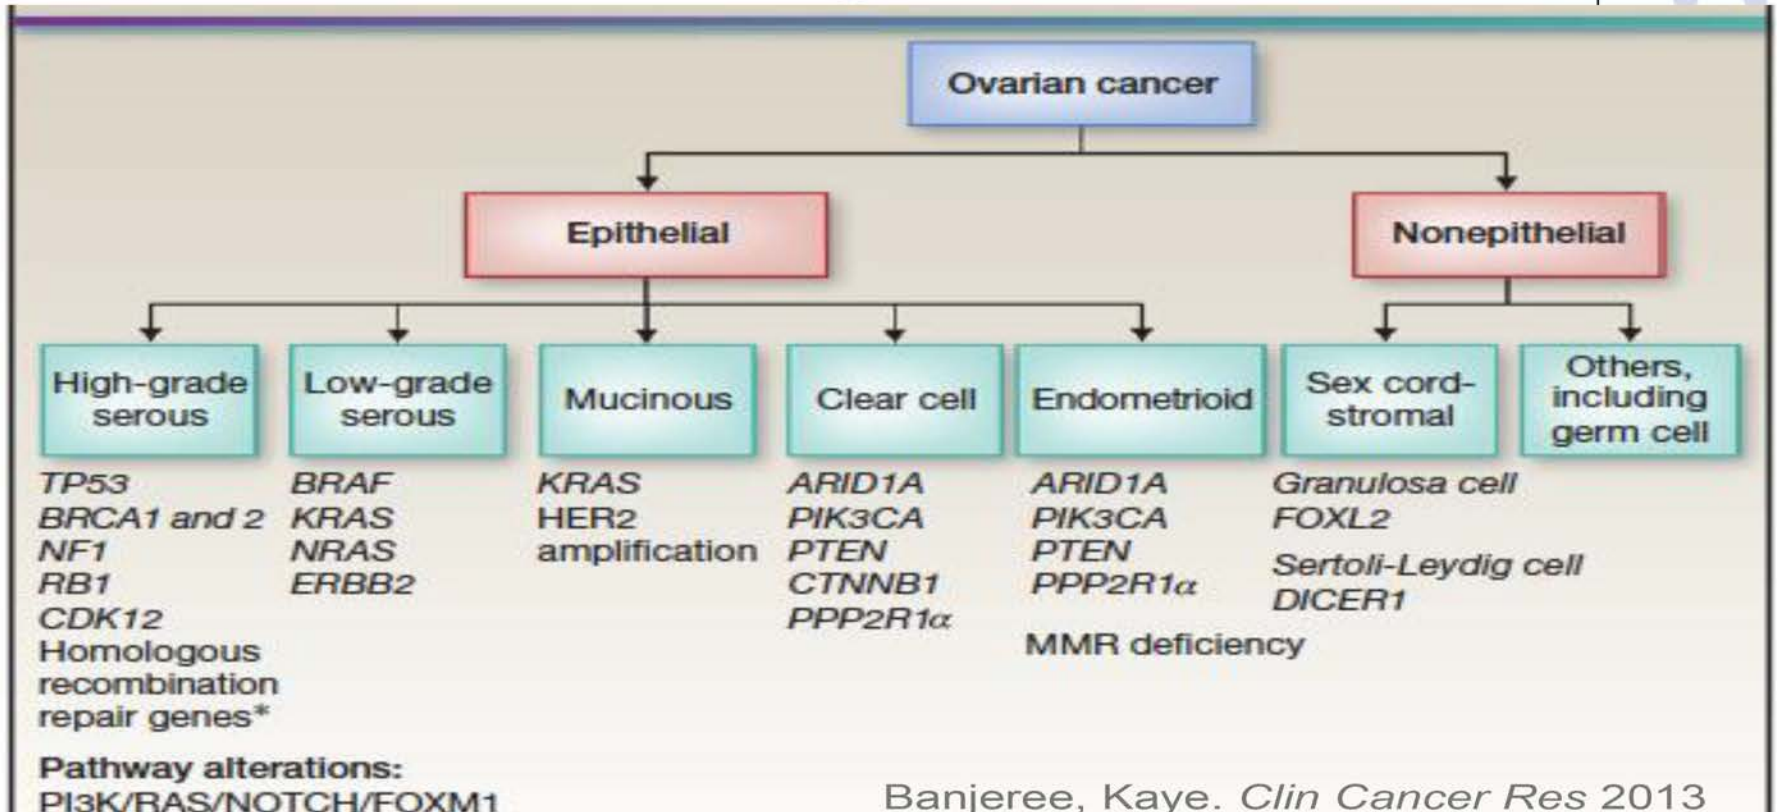 Ovarian cancer
Epithelial
Nonepithelial
High-grade
serous
Low-grade
serous
Mucinous
Clear cell
Endometrioid
Sex cord-
stromal
Others,
including
germ cell
TP53
BRCA1 and 2
NF1
RB1
CDK12
Homologous
recombination
repair genes*
BRAF
KRAS
NRAS
ERBB2
KRAS
HER2
amplification
ARID1A
PIK3CA
PTEN
CTNNB1
PPP2R1α
ARID1A
PIK3CA
PTEN
PPP2R1α
MMR deficiency
Granulosa cell
FOXL2
Sertoli-Leydig cell
DICER1
Pathway alterations:
PI3K/RAS/NOTCH/FOXM1
Banjeree, Kaye. Clin Cancer Res 2013